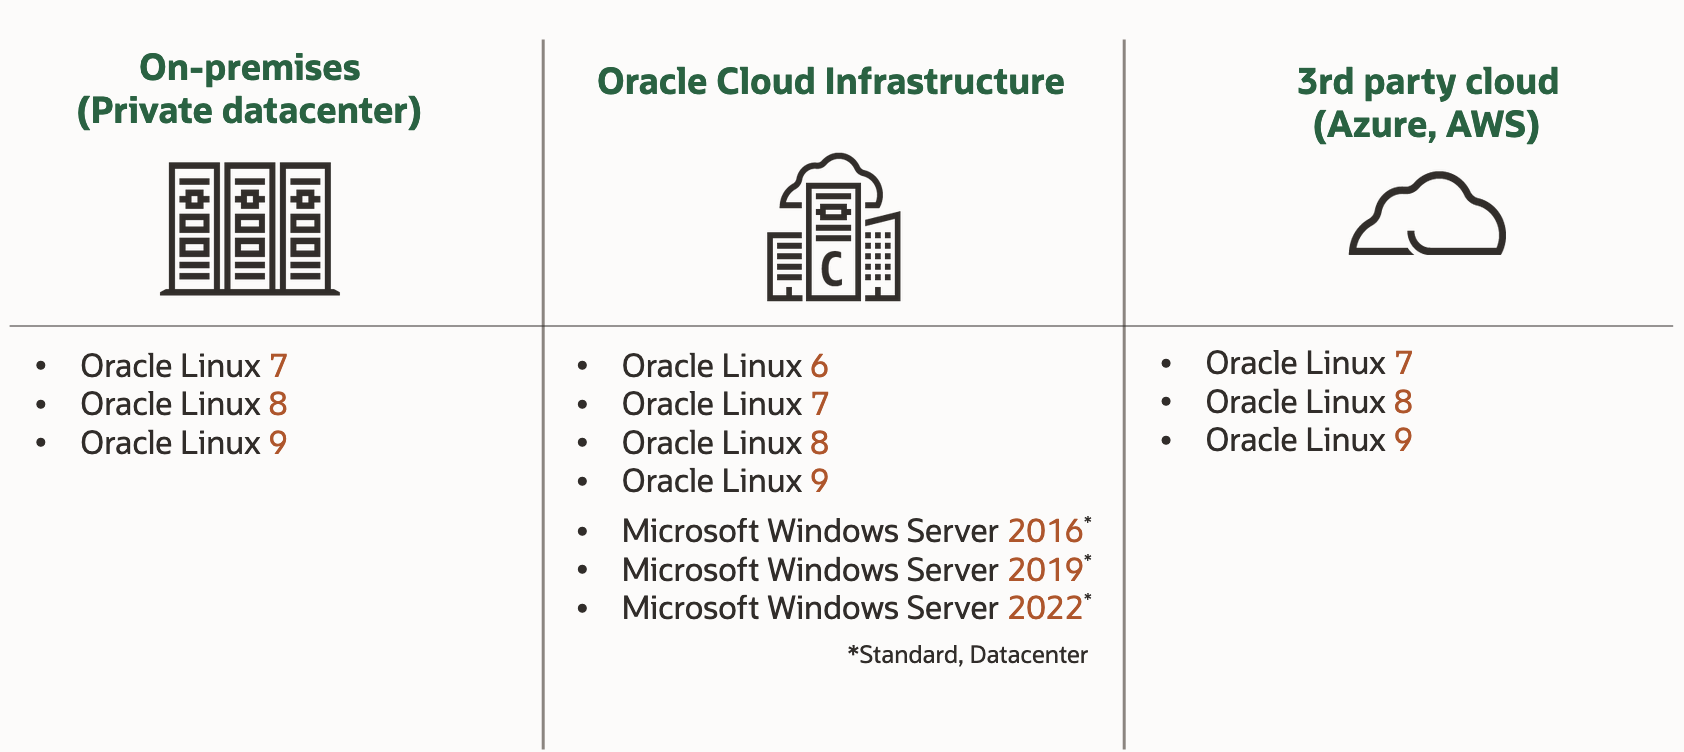 On-premises
(Private datacenter)
Oracle Linux 7
Oracle Linux 8
Oracle Linux 9
Oracle Cloud Infrastructure
C
Oracle Linux 6
Oracle Linux 7
Oracle Linux 8
Oracle Linux 9
Microsoft Windows Server 2016*
Microsoft Windows Server 2019*
Microsoft Windows Server 2022*
*Standard, Datacenter
3rd party cloud
(Azure, AWS)
Oracle Linux 7
Oracle Linux 8
Oracle Linux 9